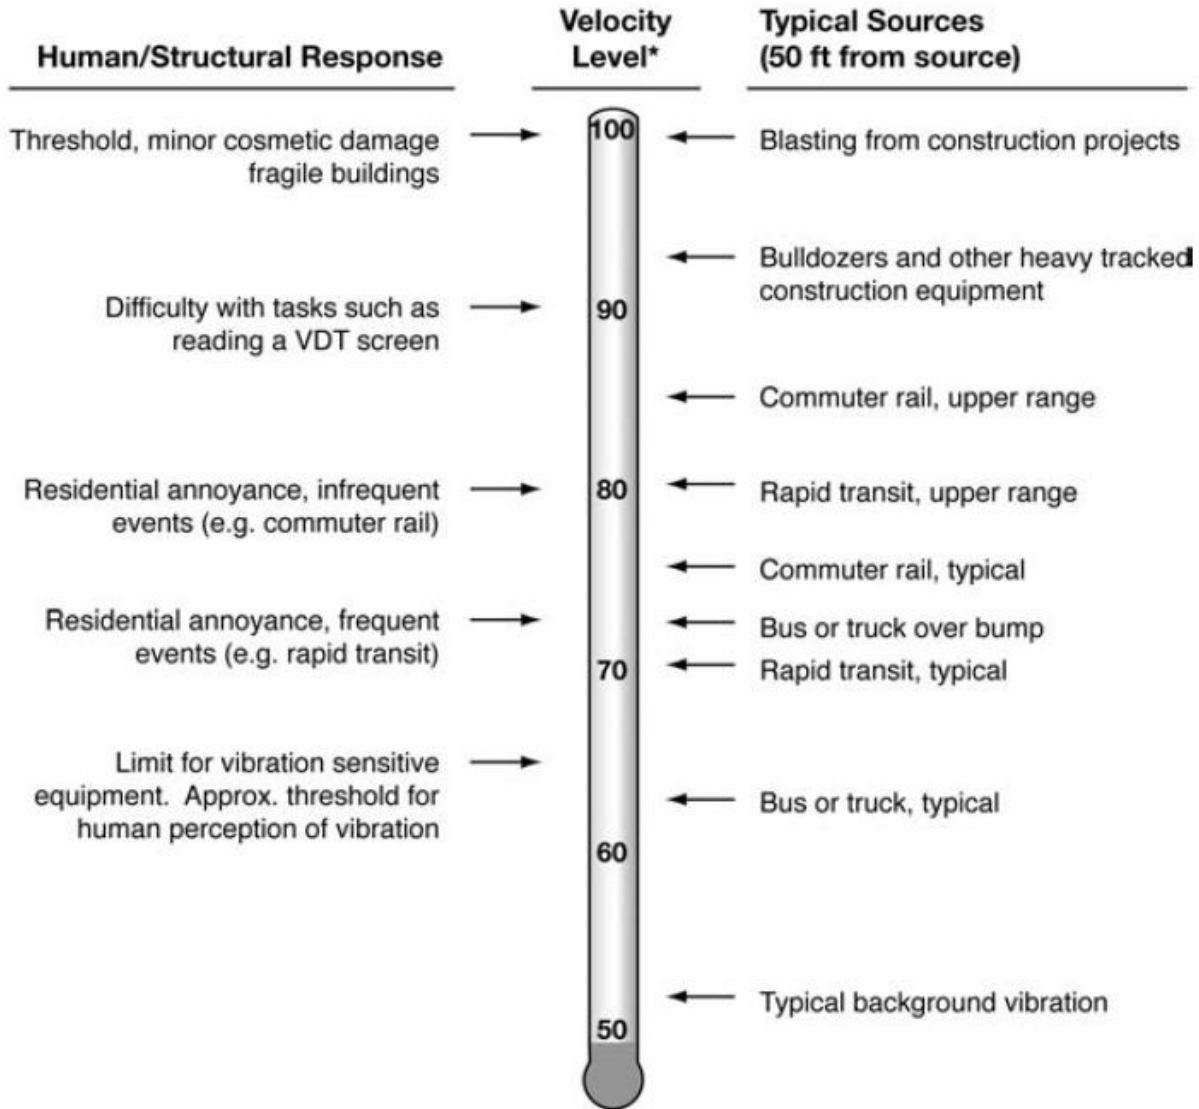 Human/Structural Response
Velocity
Level*
Typical Sources
(50 ft from source)
Threshold, minor cosmetic damage
fragile buildings
100
Blasting from construction projects
Bulldozers and other heavy tracked
construction equipment
Difficulty with tasks such as
reading a VDT screen
90
Commuter rail, upper range
Residential annoyance, infrequent
events (e.g. commuter rail)
80
Rapid transit, upper range
Commuter rail, typical
Residential annoyance, frequent
events (e.g. rapid transit)
Bus or truck over bump
70
Rapid transit, typical
Limit for vibration sensitive
equipment. Approx. threshold for
human perception of vibration
Bus or truck, typical
60
Typical background vibration
50